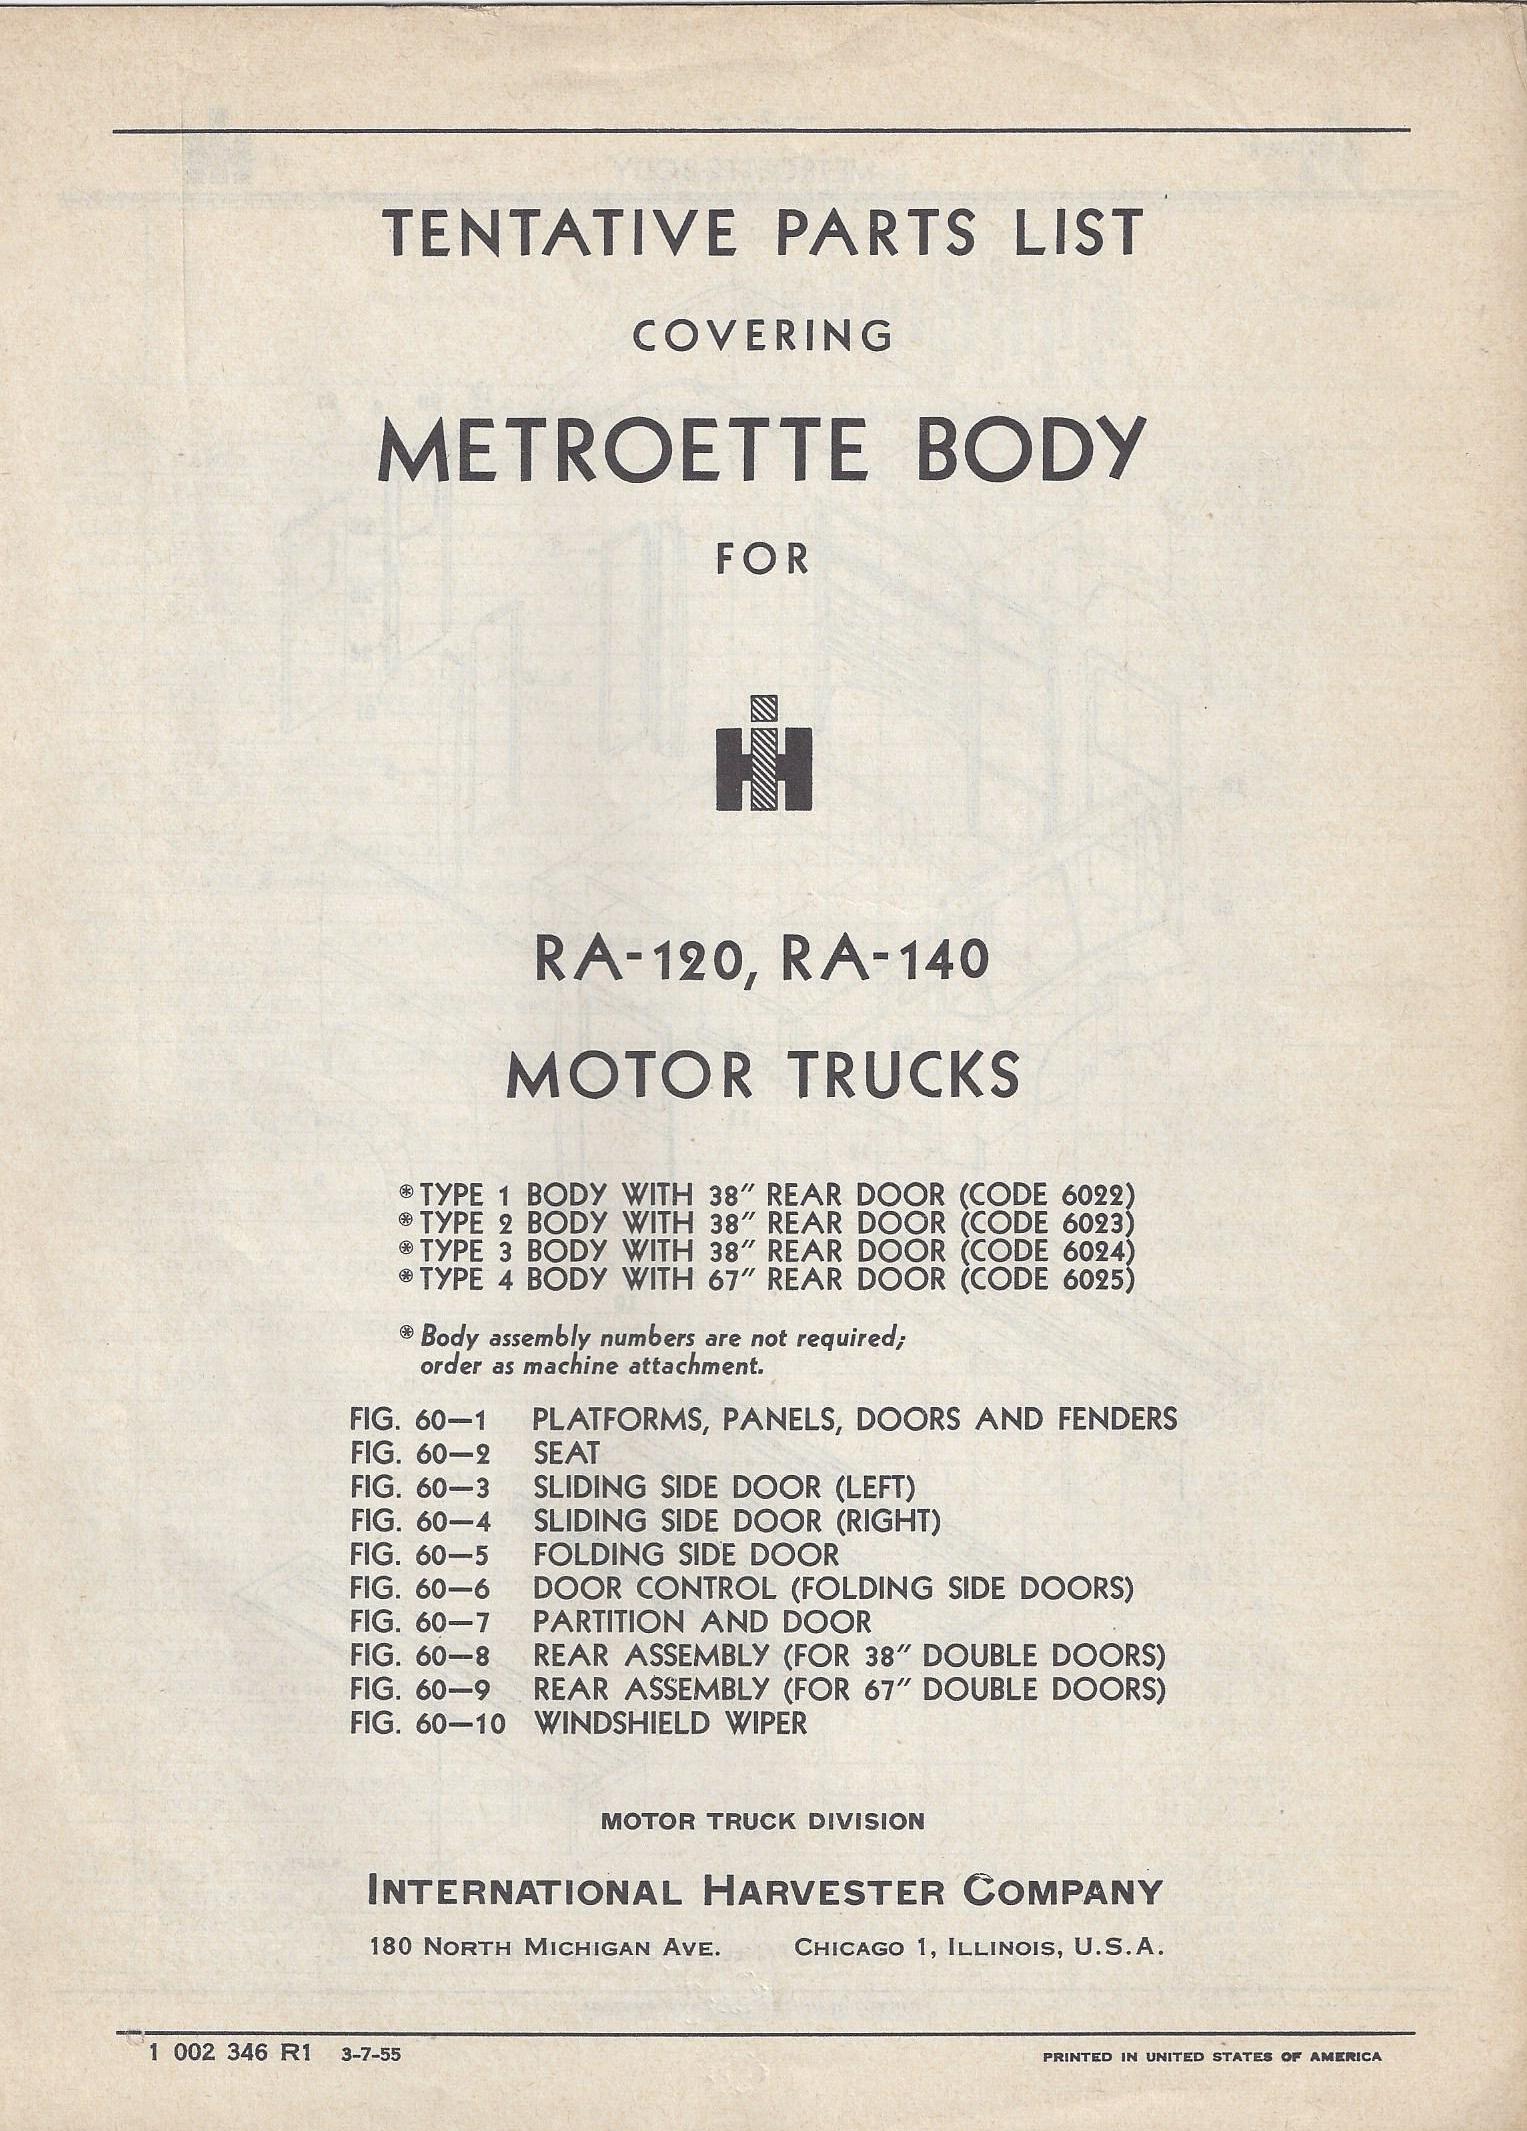 TENTATIVE PARTS LIST
COVERING
METROETTE BODY
FOR
IH
RA-120, RA-140
MOTOR TRUCKS
⊛ TYPE 1 BODY WITH 38″ REAR DOOR (CODE 6022)
⊛ TYPE 2 BODY WITH 38″ REAR DOOR (CODE 6023)
⊛ TYPE 3 BODY WITH 38″ REAR DOOR (CODE 6024)
⊛ TYPE 4 BODY WITH 67″ REAR DOOR (CODE 6025)
⊛ Body assembly numbers are not required;
order as machine attachment.
FIG. 60—1 PLATFORMS, PANELS, DOORS AND FENDERS
FIG. 60—2 SEAT
FIG. 60—3 SLIDING SIDE DOOR (LEFT)
FIG. 60—4 SLIDING SIDE DOOR (RIGHT)
FIG. 60—5 FOLDING SIDE DOOR
FIG. 60—6 DOOR CONTROL (FOLDING SIDE DOORS)
FIG. 60—7 PARTITION AND DOOR
FIG. 60—8 REAR ASSEMBLY (FOR 38″ DOUBLE DOORS)
FIG. 60—9 REAR ASSEMBLY (FOR 67″ DOUBLE DOORS)
FIG. 60—10 WINDSHIELD WIPER
MOTOR TRUCK DIVISION
INTERNATIONAL HARVESTER COMPANY
180 NORTH MICHIGAN AVE. CHICAGO 1, ILLINOIS, U.S.A.
1 002 346 R1 3-7-55
PRINTED IN UNITED STATES OF AMERICA